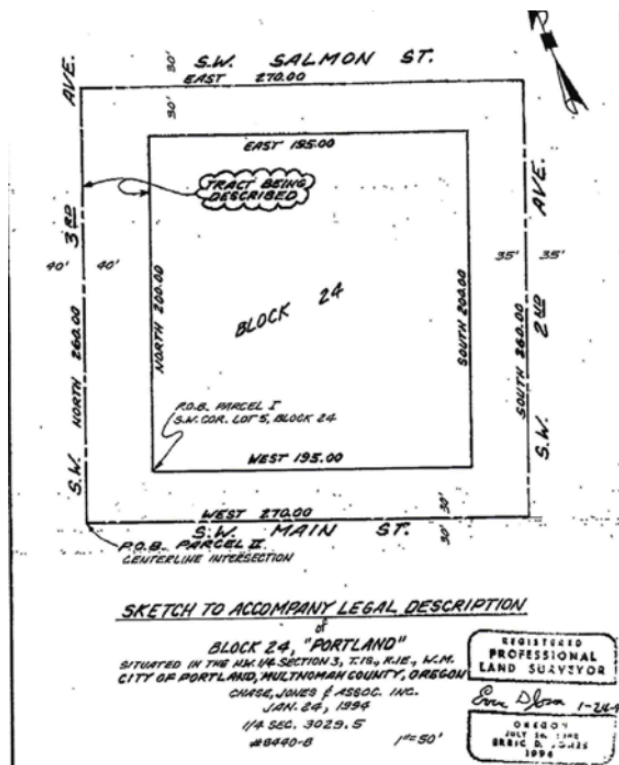 S.W. SALMON ST.
30'
EAST 270.00
30'
EAST 195.00
TRACT BEING
DESCRIBED
S.W. 3RD AVE.
40' 40'
NORTH 260.00
NORTH 200.00
BLOCK 24
SOUTH 200.00
35' 35'
SOUTH 260.00
S.W. 2ND AVE.
P.O.B. PARCEL I
S.W. COR. LOT 5, BLOCK 24
WEST 195.00
WEST 270.00
30'
30'
S.W. MAIN ST.
P.O.B. PARCEL II
CENTERLINE INTERSECTION
SKETCH TO ACCOMPANY LEGAL DESCRIPTION
of
BLOCK 24, "PORTLAND"
SITUATED IN THE N.W. 1/4 SECTION 3, T.1S., R.1E., W.M.
CITY OF PORTLAND, MULTNOMAH COUNTY, OREGON
CHASE, JONES & ASSOC. INC.
JAN. 24, 1994
1/4 SEC. 3029.5
#8440-B 1"=50'
REGISTERED
PROFESSIONAL
LAND SURVEYOR
OREGON
JULY